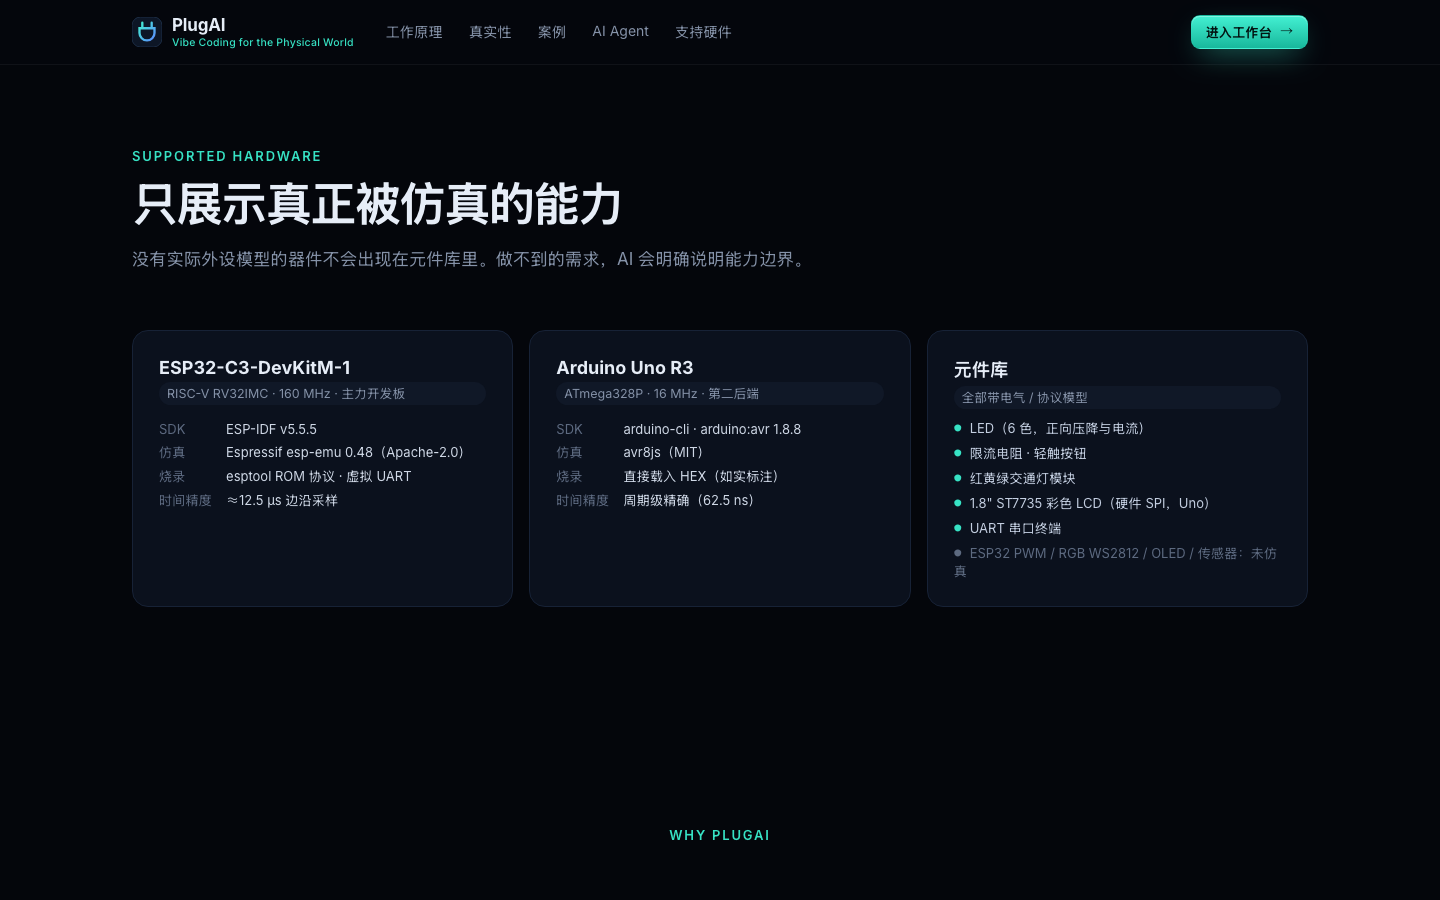 PlugAI
Vibe Coding for the Physical World
工作原理 真实性 案例 AI Agent 支持硬件
进入工作台 →
SUPPORTED HARDWARE
只展示真正被仿真的能力
没有实际外设模型的器件不会出现在元件库里。做不到的需求，AI 会明确说明能力边界。
ESP32-C3-DevKitM-1
RISC-V RV32IMC · 160 MHz · 主力开发板
SDK ESP-IDF v5.5.5
仿真 Espressif esp-emu 0.48（Apache-2.0）
烧录 esptool ROM 协议 · 虚拟 UART
时间精度 ≈12.5 µs 边沿采样
Arduino Uno R3
ATmega328P · 16 MHz · 第二后端
SDK arduino-cli · arduino:avr 1.8.8
仿真 avr8js（MIT）
烧录 直接载入 HEX（如实标注）
时间精度 周期级精确（62.5 ns）
元件库
全部带电气 / 协议模型
LED（6 色，正向压降与电流）
限流电阻 · 轻触按钮
红黄绿交通灯模块
1.8" ST7735 彩色 LCD（硬件 SPI，Uno）
UART 串口终端
ESP32 PWM / RGB WS2812 / OLED / 传感器：未仿
真
WHY PLUGAI